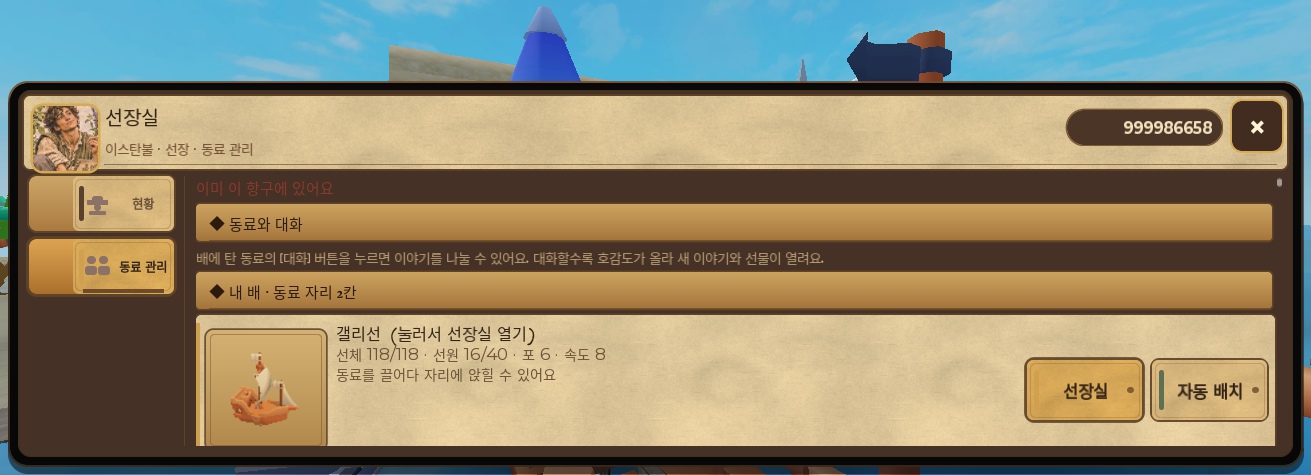 선장실
이스탄불 · 선장 · 동료 관리
999986658
×
현황
동료 관리
이미 이 항구에 있어요
◆ 동료와 대화
배에 탄 동료의 [대화] 버튼을 누르면 이야기를 나눌 수 있어요. 대화할수록 호감도가 올라 새 이야기와 선물이 열려요.
◆ 내 배 · 동료 자리 2칸
갤리선 (눌러서 선장실 열기)
선체 118/118 · 선원 16/40 · 포 6 · 속도 8
동료를 끌어다 자리에 앉힐 수 있어요
선장실
자동 배치